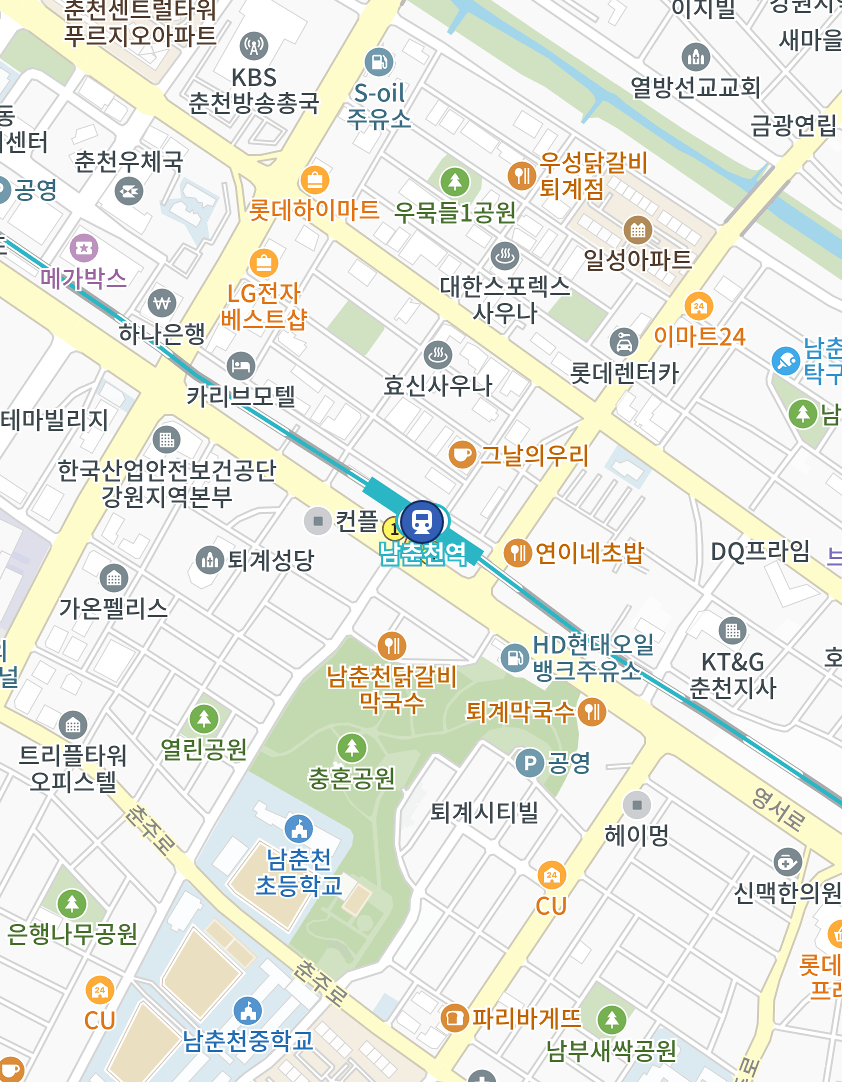 춘천센트럴타워
푸르지오아파트
이지빌
KBS
춘천방송총국
S-oil
주유소
열방선교교회
새마을
금광연립
춘천우체국
공영
롯데하이마트
우묵들1공원
우성닭갈비
퇴계점
메가박스
LG전자
베스트샵
대한스포렉스
사우나
일성아파트
하나은행
이마트24
카리브모텔
효신사우나
롯데렌터카
남춘
탁구
테마빌리지
남
한국산업안전보건공단
강원지역본부
그날의우리
컨플
1
남춘천역
퇴계성당
연이네초밥
DQ프라임
가온펠리스
HD현대오일
뱅크주유소
KT&G
춘천지사
남춘천닭갈비
막국수
퇴계막국수
열린공원
트리플타워
오피스텔
충혼공원
P 공영
퇴계시티빌
헤이멍
영서로
춘주로
남춘천
초등학교
신맥한의원
CU
은행나무공원
CU
춘주로
롯데
프레
파리바게뜨
남춘천중학교
남부새싹공원